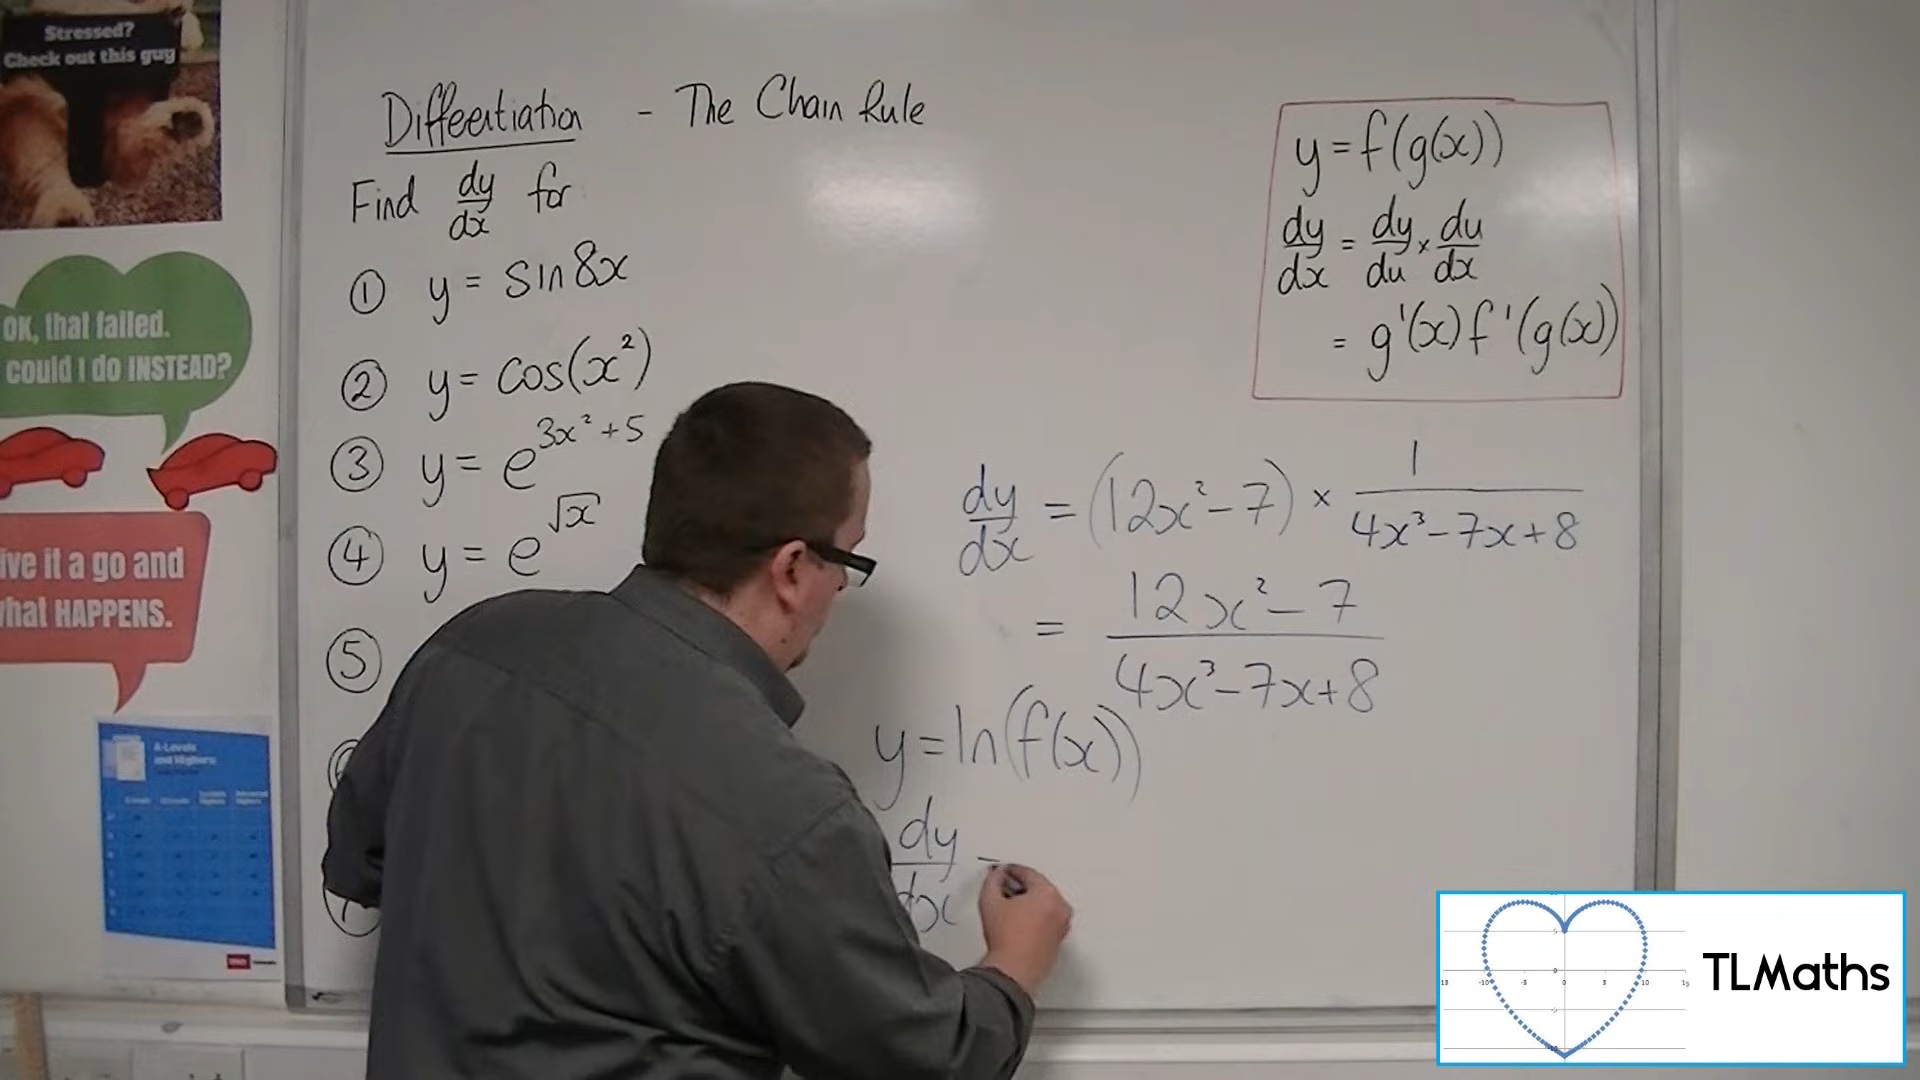 Stressed?
Check out this guy
OK, that failed.
could I do INSTEAD?
ive it a go and
what HAPPENS.
A-Levels
and Highers
Differentiation - The Chain Rule
Find dy/dx for
① y = sin 8x
② y = cos(x²)
③ y = e^(3x² + 5)
④ y = e^√x
⑤
y = f(g(x))
dy/dx = dy/du × du/dx
= g'(x) f'(g(x))
dy/dx = (12x² - 7) × 1/(4x³ - 7x + 8)
= (12x² - 7)/(4x³ - 7x + 8)
y = ln(f(x))
dy/dx =
TLMaths